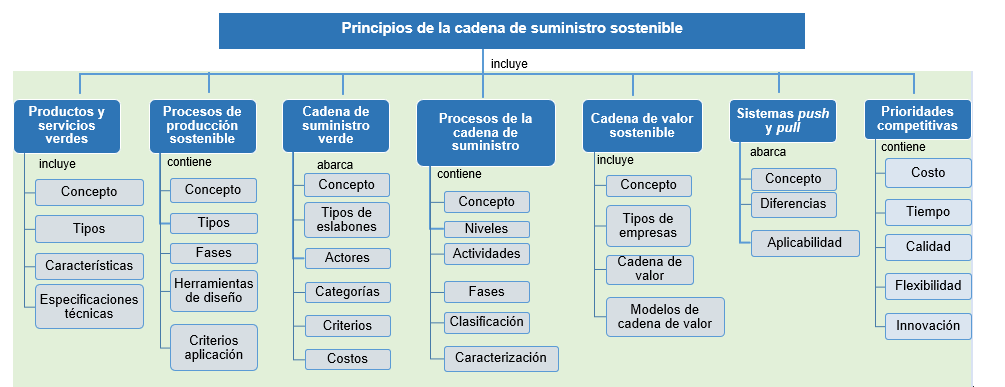 Principios de la cadena de suministro sostenible
incluye
Productos y
servicios
verdes
incluye
Concepto
Tipos
Características
Especificaciones
técnicas
Procesos de
producción
sostenible
contiene
Concepto
Tipos
Fases
Herramientas
de diseño
Criterios
aplicación
Cadena de
suministro
verde
abarca
Concepto
Tipos de
eslabones
Actores
Categorías
Criterios
Costos
Procesos de la
cadena de
suministro
contiene
Concepto
Niveles
Actividades
Fases
Clasificación
Caracterización
Cadena de valor
sostenible
incluye
Concepto
Tipos de
empresas
Cadena de
valor
Modelos de
cadena de valor
Sistemas push
y pull
abarca
Concepto
Diferencias
Aplicabilidad
Prioridades
competitivas
contiene
Costo
Tiempo
Calidad
Flexibilidad
Innovación